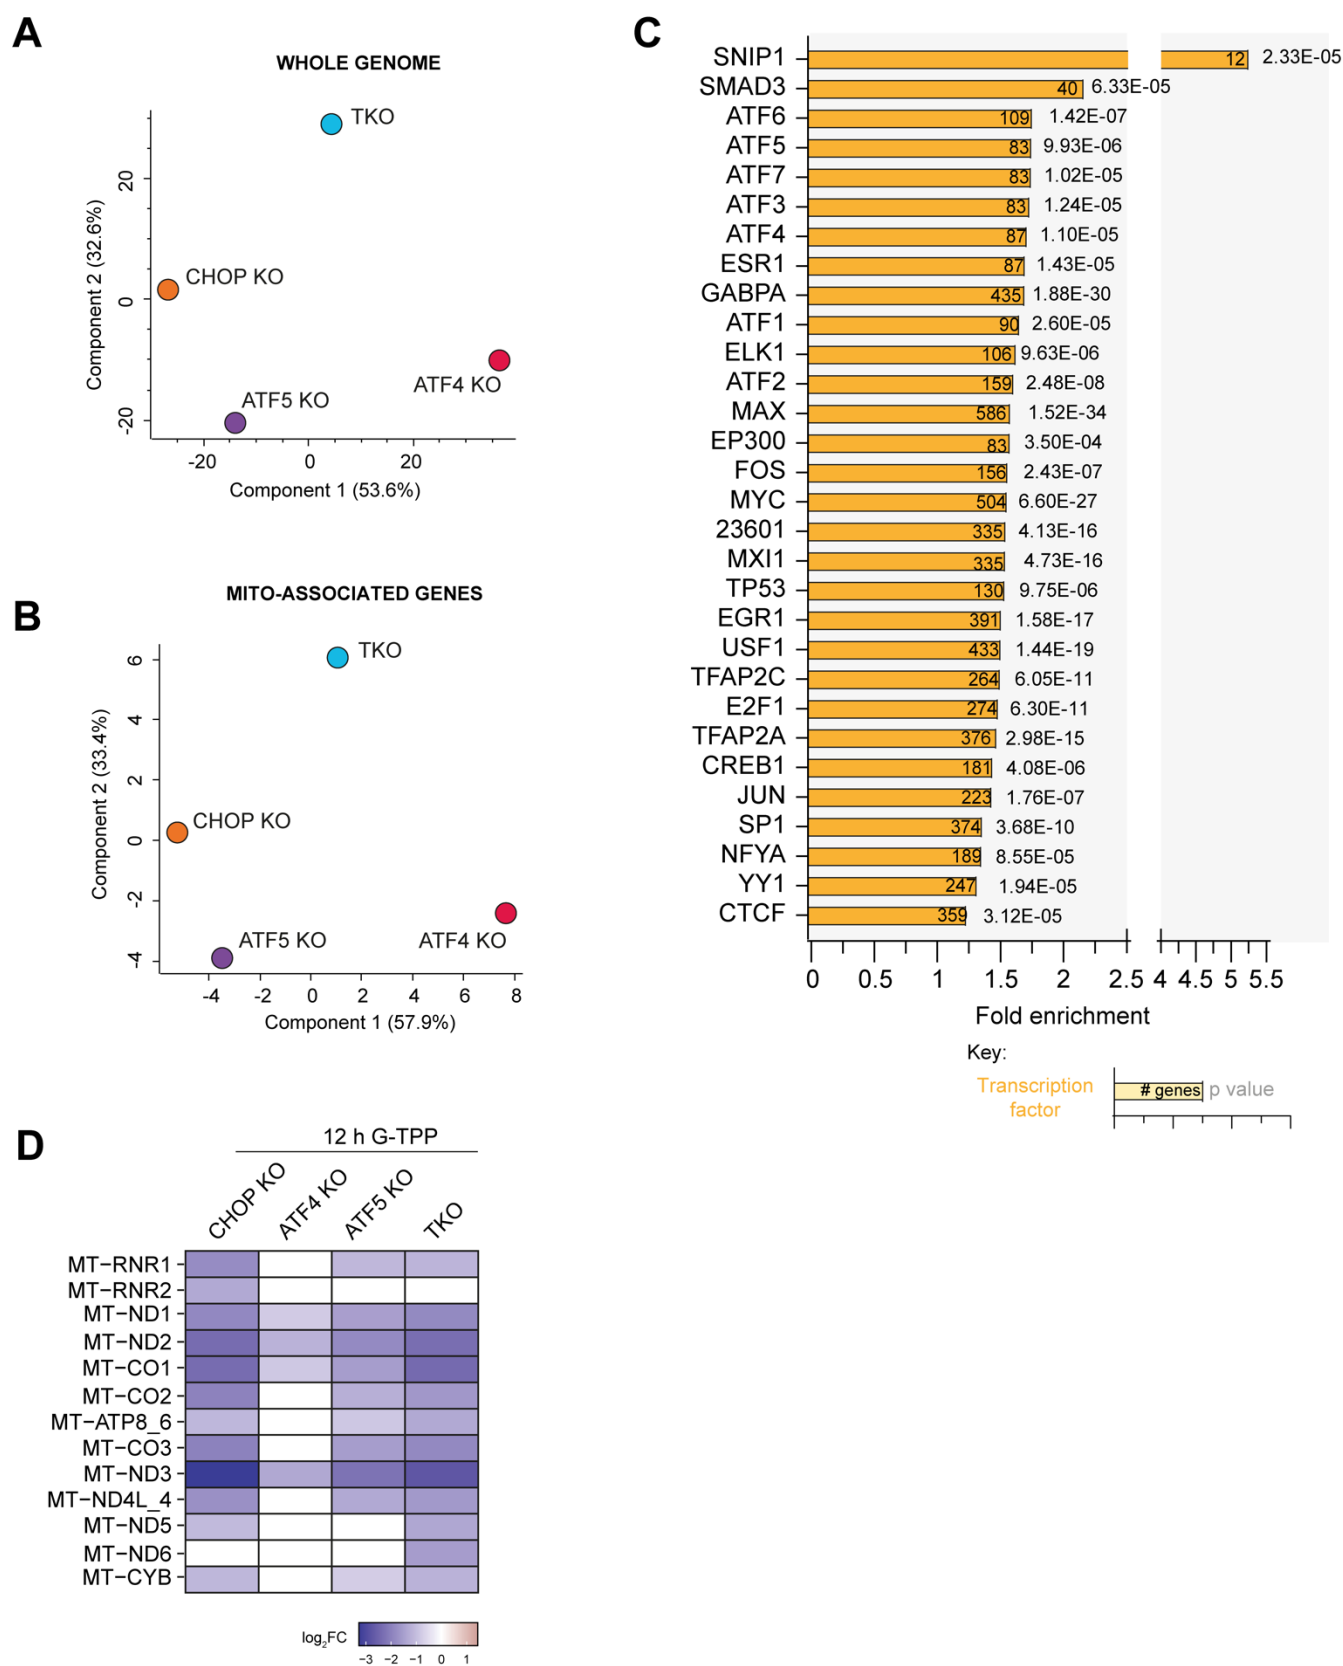 A
WHOLE GENOME
TKO
CHOP KO
ATF4 KO
ATF5 KO
Component 2 (32.6%)
20
0
-20
-20 0 20
Component 1 (53.6%)
B
MITO-ASSOCIATED GENES
TKO
CHOP KO
ATF5 KO
ATF4 KO
Component 2 (33.4%)
6
4
2
0
-2
-4
-4 -2 0 2 4 6 8
Component 1 (57.9%)
C
SNIP1 12 2.33E-05
SMAD3 40 6.33E-05
ATF6 109 1.42E-07
ATF5 83 9.93E-06
ATF7 83 1.02E-05
ATF3 83 1.24E-05
ATF4 87 1.10E-05
ESR1 87 1.43E-05
GABPA 435 1.88E-30
ATF1 90 2.60E-05
ELK1 106 9.63E-06
ATF2 159 2.48E-08
MAX 586 1.52E-34
EP300 83 3.50E-04
FOS 156 2.43E-07
MYC 504 6.60E-27
23601 335 4.13E-16
MXI1 335 4.73E-16
TP53 130 9.75E-06
EGR1 391 1.58E-17
USF1 433 1.44E-19
TFAP2C 264 6.05E-11
E2F1 274 6.30E-11
TFAP2A 376 2.98E-15
CREB1 181 4.08E-06
JUN 223 1.76E-07
SP1 374 3.68E-10
NFYA 189 8.55E-05
YY1 247 1.94E-05
CTCF 359 3.12E-05
0 0.5 1 1.5 2 2.5 4 4.5 5 5.5
Fold enrichment
Key:
Transcription
factor
# genes p value
D
12 h G-TPP
CHOP KO
ATF4 KO
ATF5 KO
TKO
MT−RNR1
MT−RNR2
MT−ND1
MT−ND2
MT−CO1
MT−CO2
MT−ATP8_6
MT−CO3
MT−ND3
MT−ND4L_4
MT−ND5
MT−ND6
MT−CYB
log₂FC
−3 −2 −1 0 1